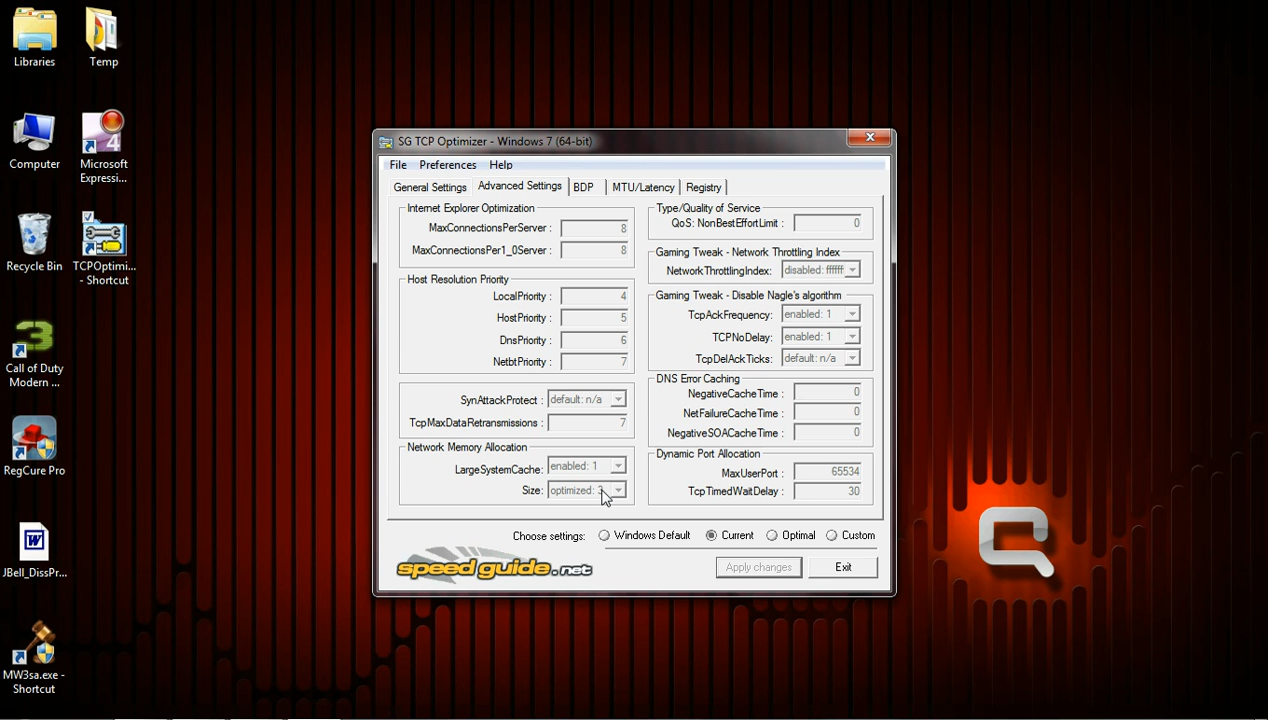 Libraries
Temp
Computer
Microsoft
Expressi...
Recycle Bin
TCPOptimi...
- Shortcut
Call of Duty
Modern ...
RegCure Pro
JBell_DissPr...
MW3sa.exe -
Shortcut
SG TCP Optimizer - Windows 7 (64-bit)
File Preferences Help
General Settings Advanced Settings BDP MTU/Latency Registry
Internet Explorer Optimization
MaxConnectionsPerServer : 8
MaxConnectionsPer1_0Server : 8
Host Resolution Priority
LocalPriority : 4
HostPriority : 5
DnsPriority : 6
NetbtPriority : 7
SynAttackProtect : default: n/a
TcpMaxDataRetransmissions : 7
Network Memory Allocation
LargeSystemCache: enabled: 1
Size: optimized: 3
Type/Quality of Service
QoS: NonBestEffortLimit : 0
Gaming Tweak - Network Throttling Index
NetworkThrottlingIndex: disabled: ffffff
Gaming Tweak - Disable Nagle's algorithm
TcpAckFrequency: enabled: 1
TCPNoDelay: enabled: 1
TcpDelAckTicks: default: n/a
DNS Error Caching
NegativeCacheTime : 0
NetFailureCacheTime : 0
NegativeSOACacheTime : 0
Dynamic Port Allocation
MaxUserPort : 65534
TcpTimedWaitDelay : 30
Choose settings: Windows Default Current Optimal Custom
speed guide.net
Apply changes Exit